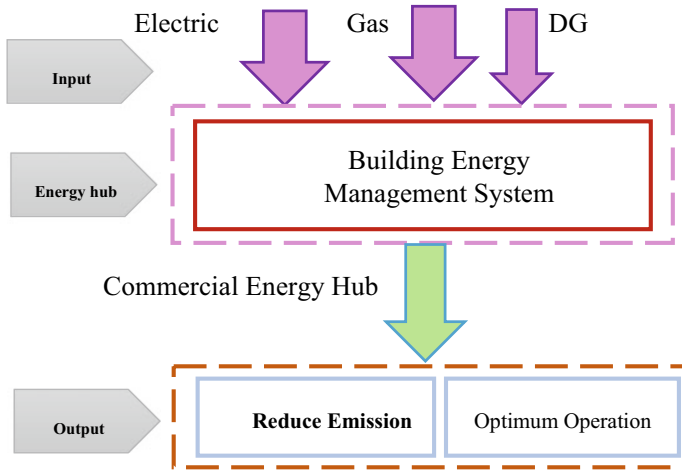 Electric Gas DG
Input
Building Energy
Management System
Energy hub
Commercial Energy Hub
Reduce Emission
Optimum Operation
Output